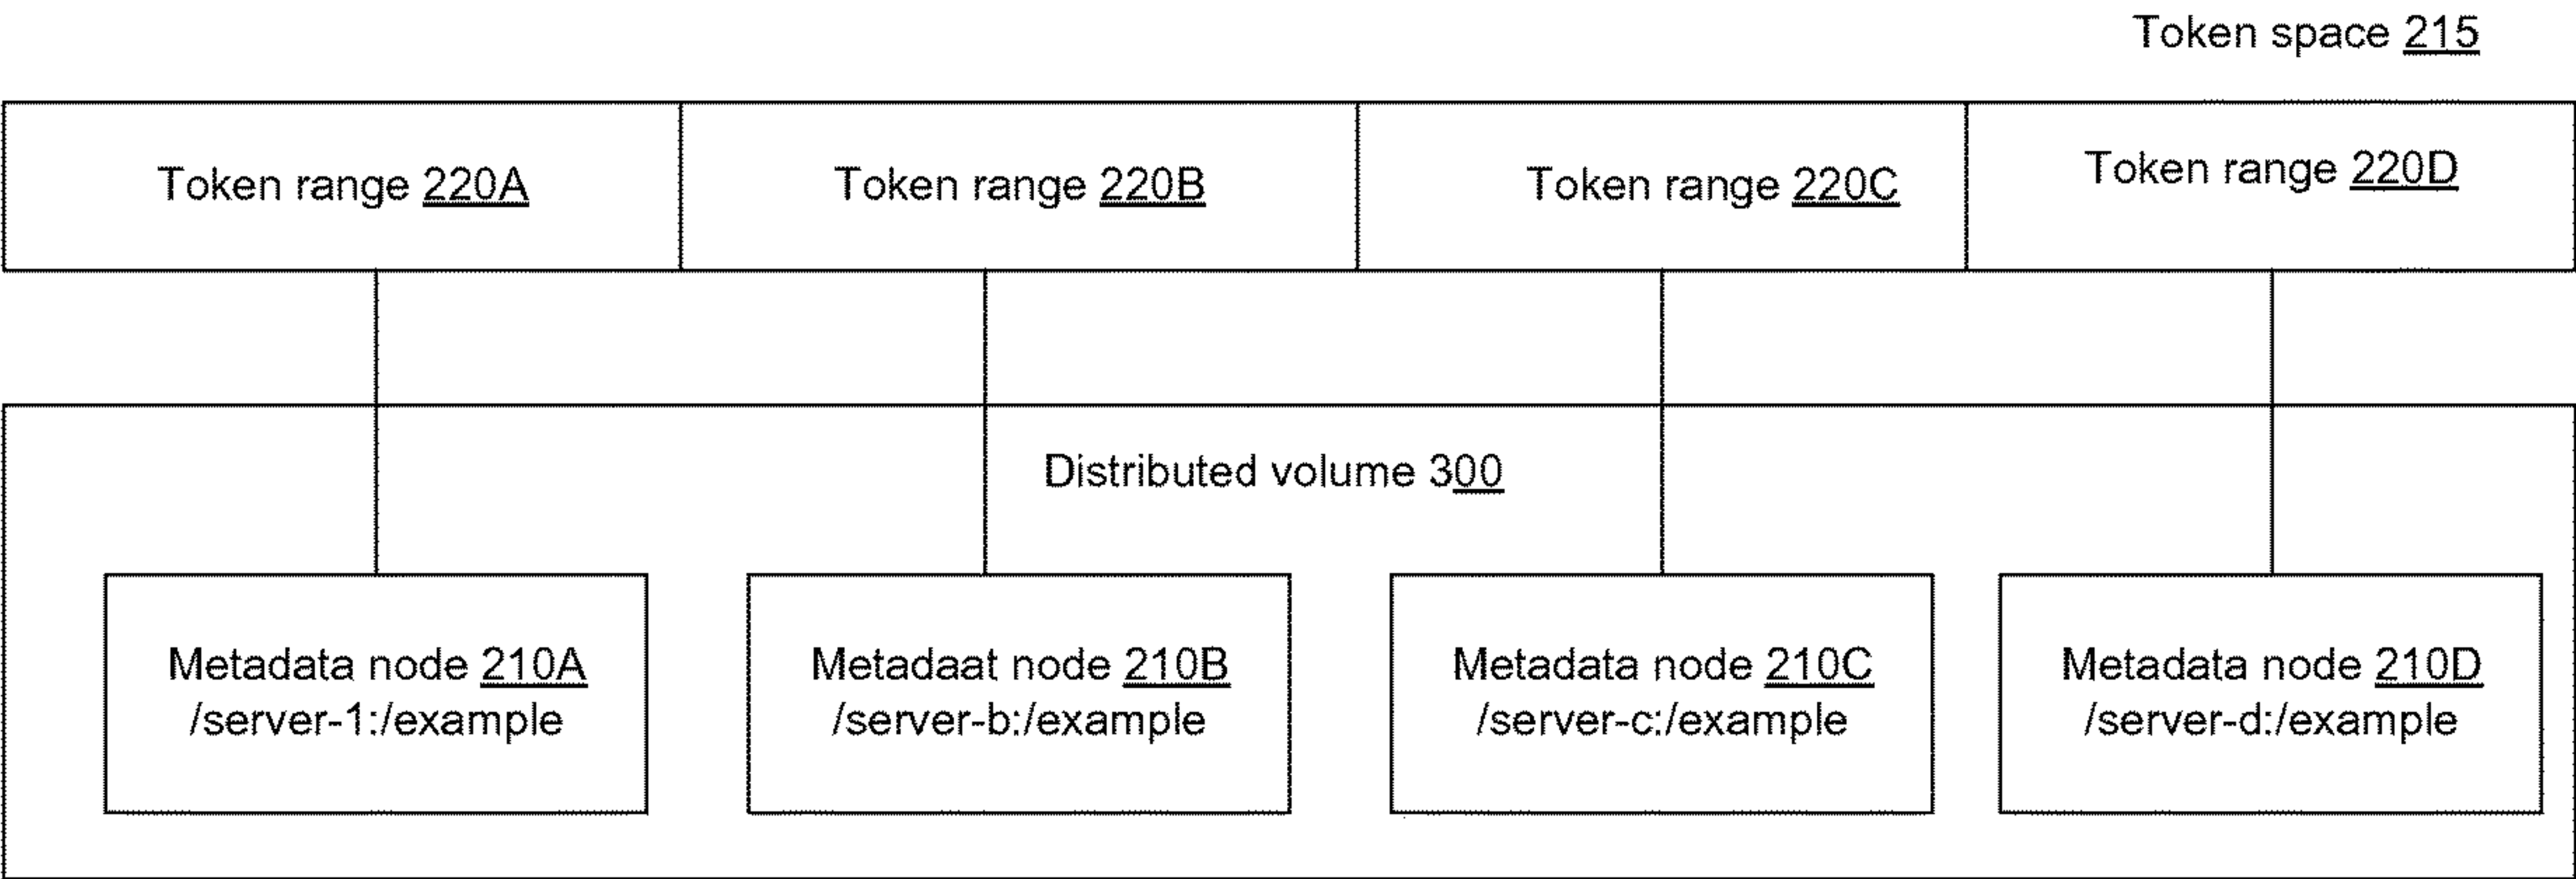 Token space 215
Token range 220A
Token range 220B
Token range 220C
Token range 220D
Distributed volume 300
Metadata node 210A
/server-1:/example
Metadaat node 210B
/server-b:/example
Metadata node 210C
/server-c:/example
Metadata node 210D
/server-d:/example